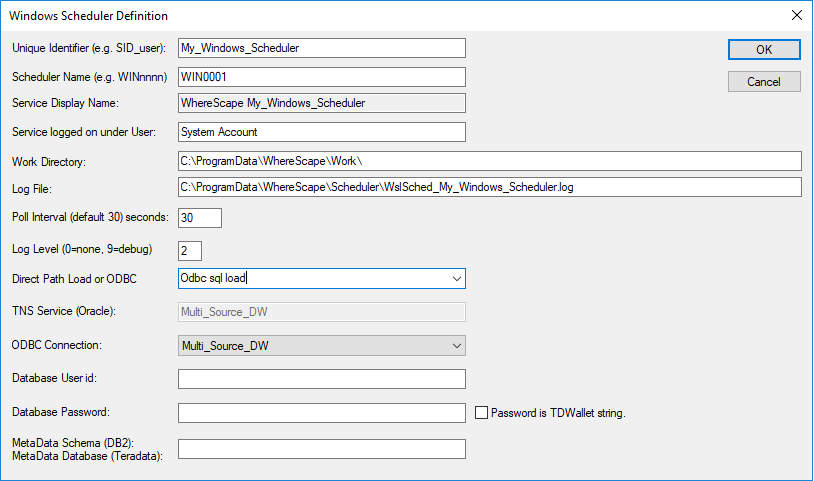 Windows Scheduler Definition
Unique Identifier (e.g. SID_user): My_Windows_Scheduler
OK
Scheduler Name (e.g. WINnnnn) WIN0001
Cancel
Service Display Name: WhereScape My_Windows_Scheduler
Service logged on under User: System Account
Work Directory: C:\ProgramData\WhereScape\Work\
Log File: C:\ProgramData\WhereScape\Scheduler\WslSched_My_Windows_Scheduler.log
Poll Interval (default 30) seconds: 30
Log Level (0=none, 9=debug) 2
Direct Path Load or ODBC Odbc sql load
TNS Service (Oracle): Multi_Source_DW
ODBC Connection: Multi_Source_DW
Database User id:
Database Password: Password is TDWallet string.
MetaData Schema (DB2):
MetaData Database (Teradata):